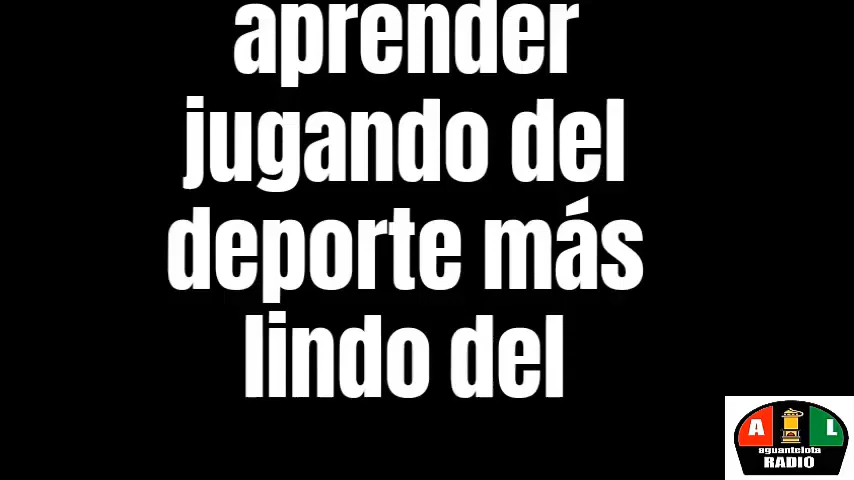 aprender
jugando del
deporte más
lindo del
A L
aguantelota
RADIO